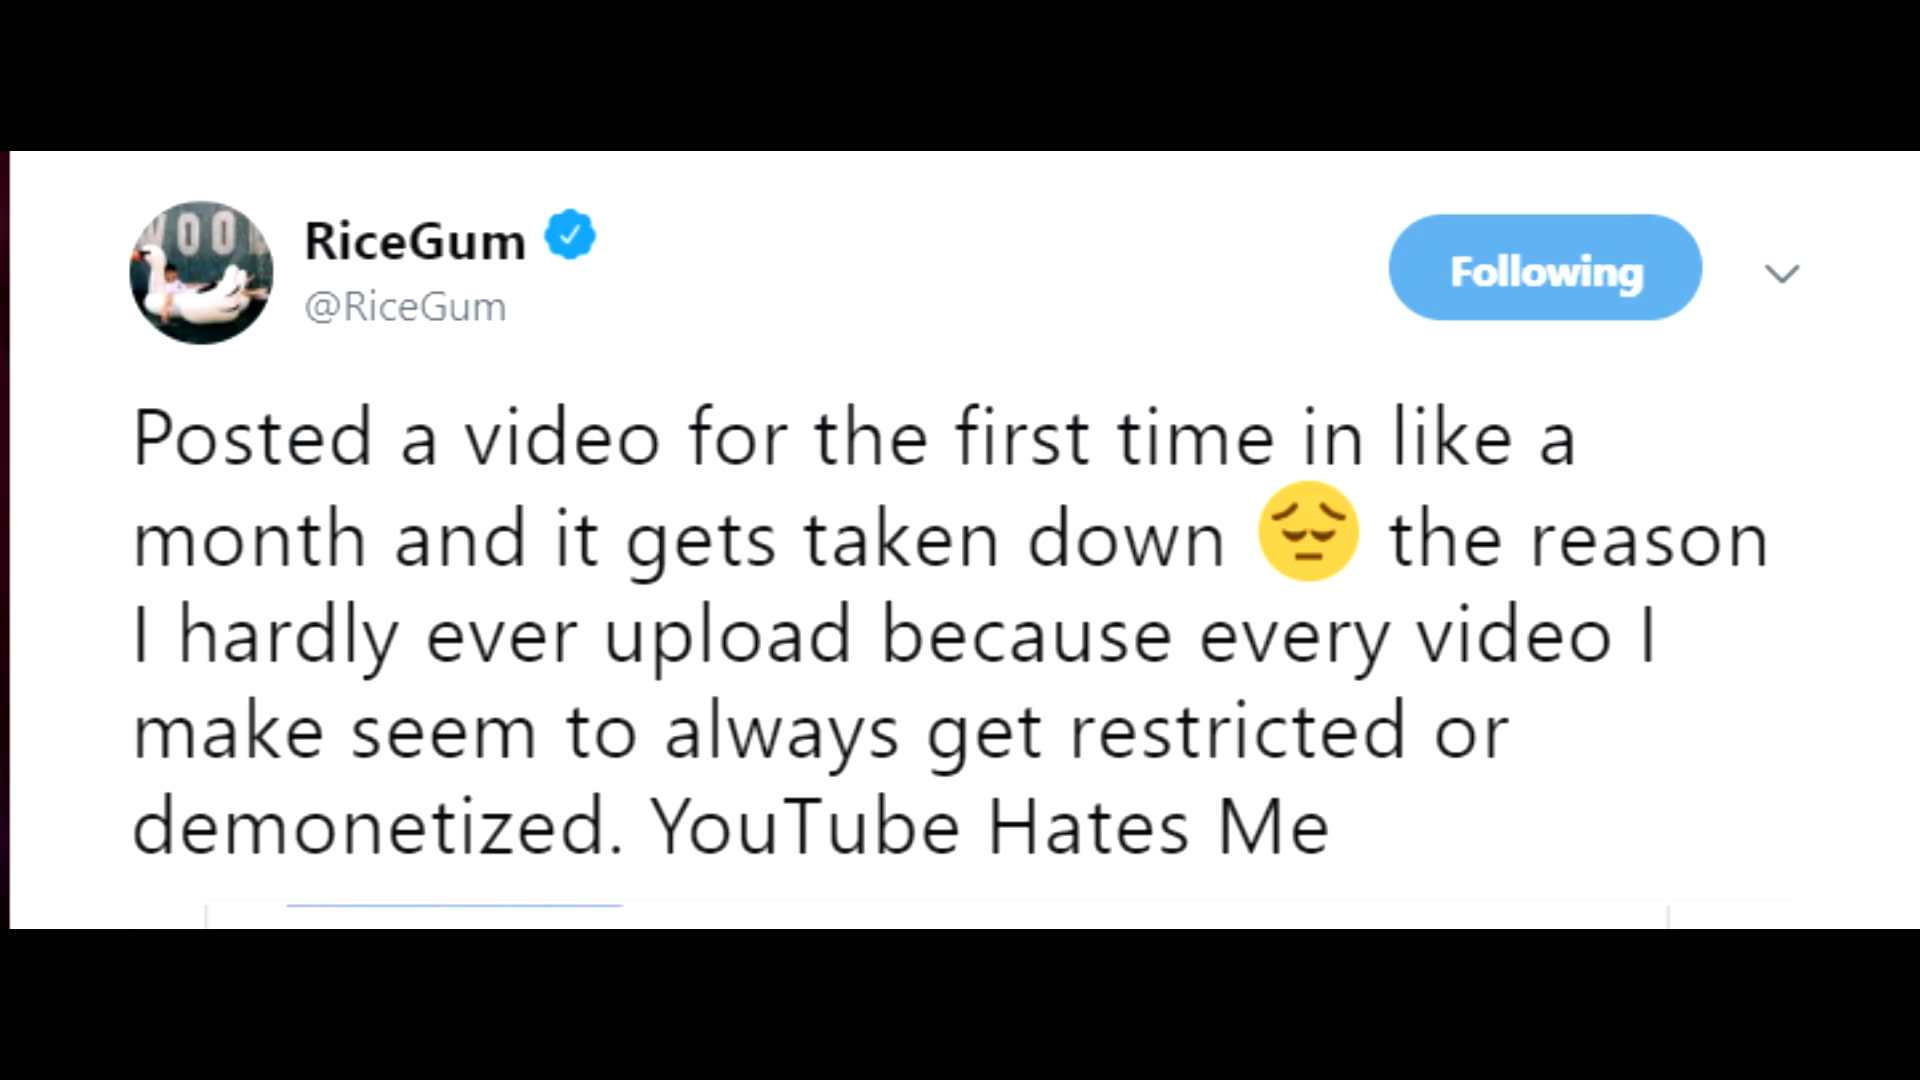 RiceGum
@RiceGum
Following
Posted a video for the first time in like a
month and it gets taken down 😔 the reason
I hardly ever upload because every video I
make seem to always get restricted or
demonetized. YouTube Hates Me